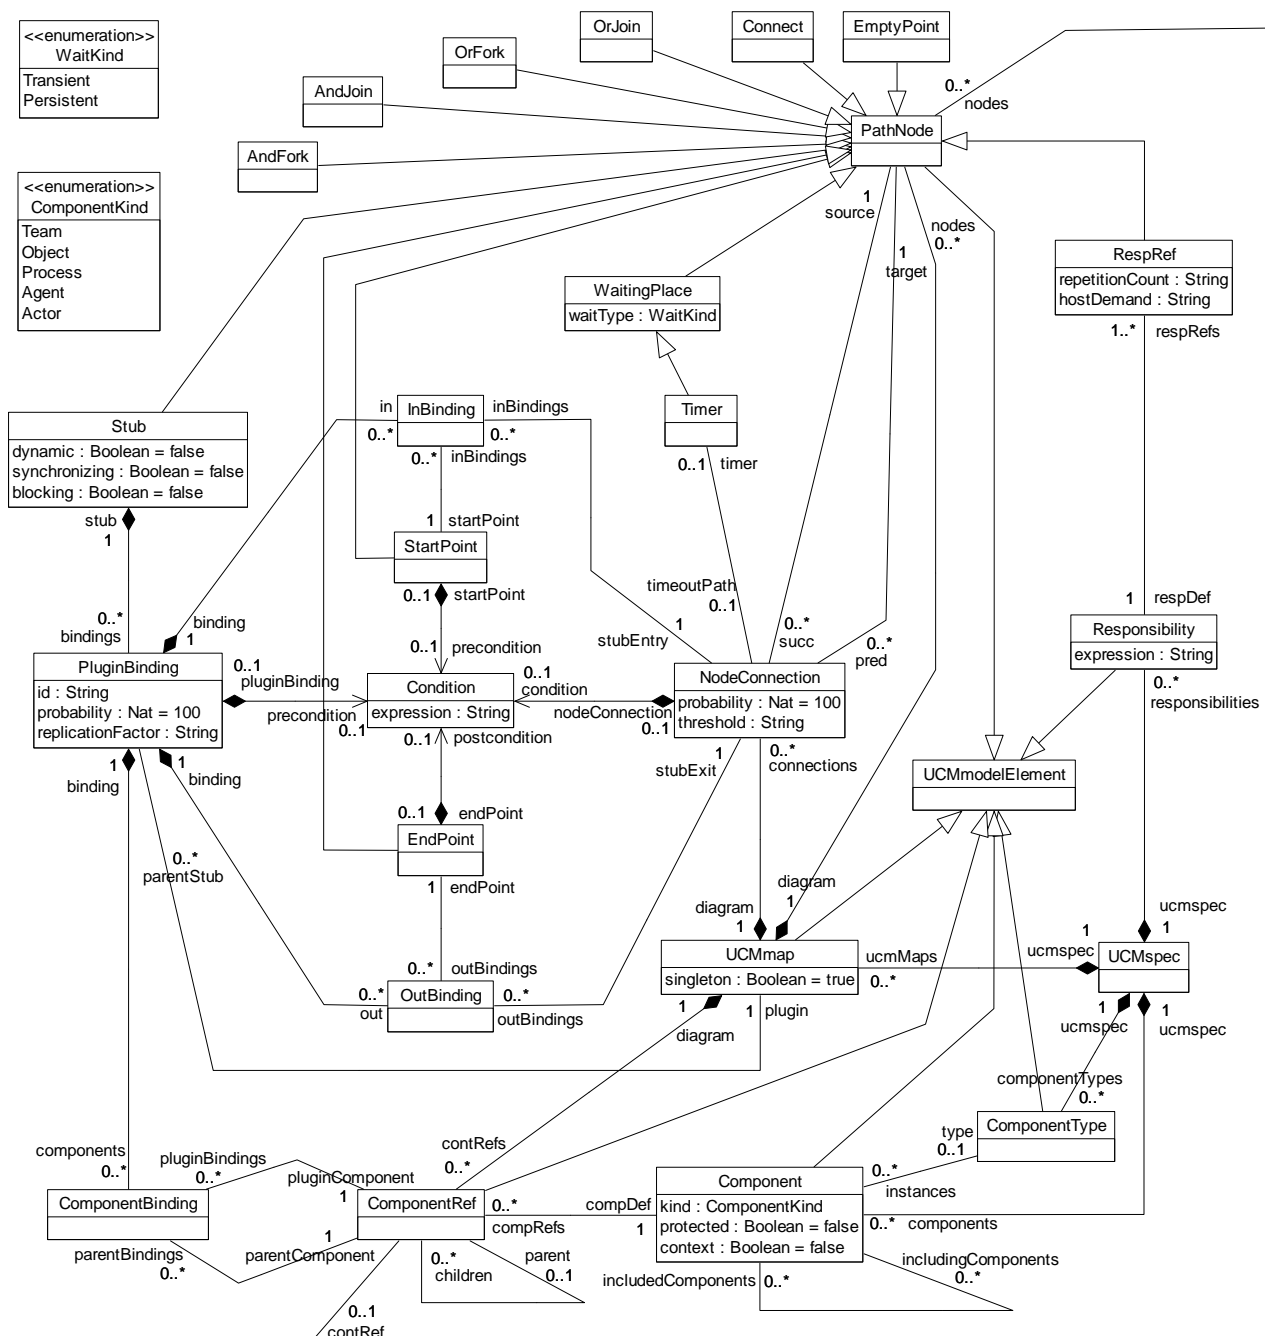 <<enumeration>>
WaitKind
Transient
Persistent
<<enumeration>>
ComponentKind
Team
Object
Process
Agent
Actor
OrJoin
Connect
EmptyPoint
OrFork
AndJoin
AndFork
0..*
nodes
PathNode
1
source
nodes
0..*
1
target
RespRef
repetitionCount : String
hostDemand : String
1..*
respRefs
WaitingPlace
waitType : WaitKind
Timer
0..1
timer
in
0..*
InBinding
inBindings
0..*
0..*
inBindings
Stub
dynamic : Boolean = false
synchronizing : Boolean = false
blocking : Boolean = false
stub
1
1
startPoint
StartPoint
0..1
startPoint
timeoutPath
0..1
1
respDef
0..*
bindings
binding
1
0..1
precondition
1
stubEntry
0..*
succ
0..*
pred
Responsibility
expression : String
0..*
responsibilities
PluginBinding
id : String
probability : Nat = 100
replicationFactor : String
0..1
pluginBinding
precondition
0..1
Condition
expression : String
0..1
condition
nodeConnection
0..1
NodeConnection
probability : Nat = 100
threshold : String
1
binding
1
binding
0..1
postcondition
1
stubExit
0..*
connections
UCMmodelElement
0..1
endPoint
EndPoint
1
endPoint
0..*
parentStub
diagram
1
diagram
1
ucmspec
1
1
ucmspec
UCMmap
singleton : Boolean = true
ucmMaps
0..*
UCMspec
0..*
outBindings
OutBinding
0..*
out
0..*
outBindings
1
diagram
1
plugin
1
ucmspec
1
ucmspec
componentTypes
0..*
ComponentType
type
0..1
components
0..*
pluginBindings
0..*
pluginComponent
1
contRefs
0..*
0..*
instances
ComponentBinding
ComponentRef
0..*
compRefs
compDef
1
Component
kind : ComponentKind
protected : Boolean = false
context : Boolean = false
0..*
components
parentBindings
0..*
parentComponent
1
0..*
children
parent
0..1
includedComponents
0..*
includingComponents
0..*
0..1
contRef